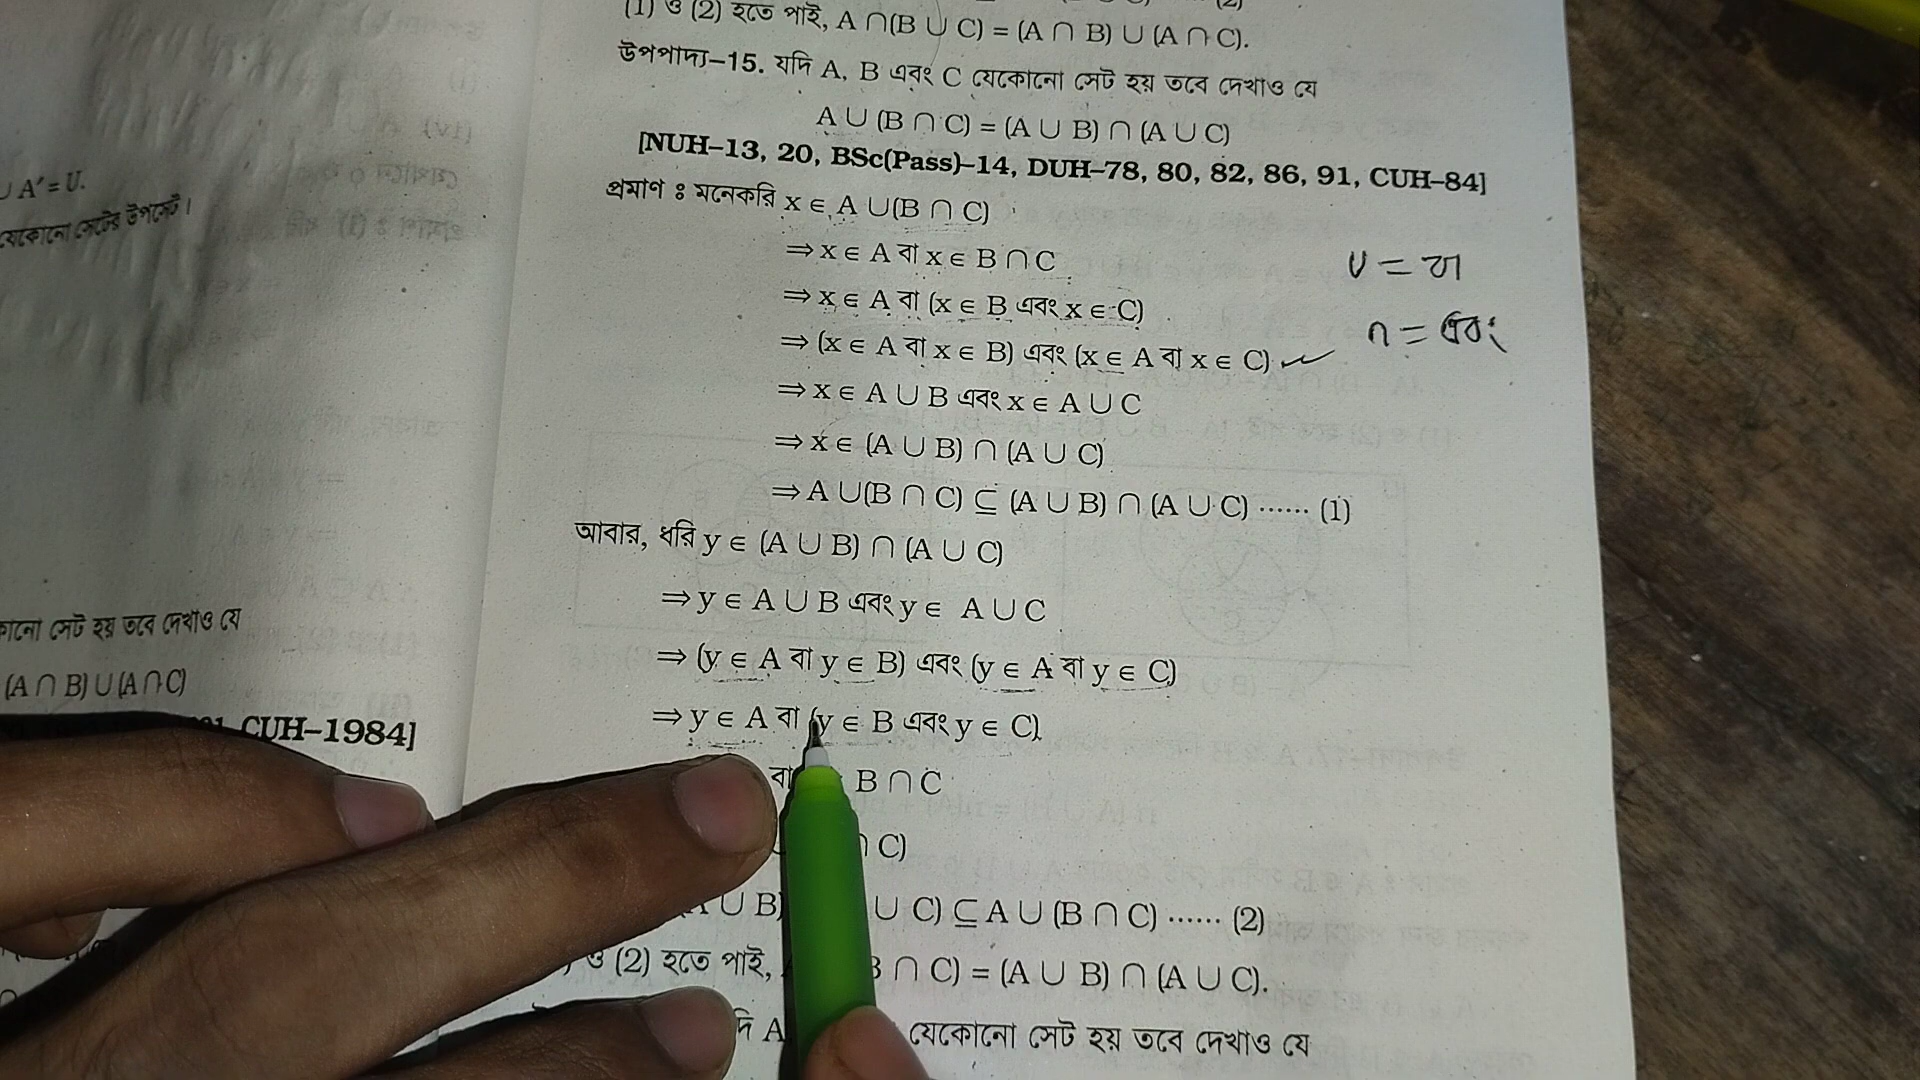 ∪ A′ = U.
যেকোনো সেটের উপসেট।
কোনো সেট হয় তবে দেখাও যে
(A ∩ B) ∪ (A ∩ C)
CUH–1984]
(1) ও (2) হতে পাই, A ∩(B ∪ C) = (A ∩ B) ∪ (A ∩ C).
উপপাদ্য–15. যদি A, B এবং C যেকোনো সেট হয় তবে দেখাও যে
A ∪ (B ∩ C) = (A ∪ B) ∩ (A ∪ C)
[NUH–13, 20, BSc(Pass)–14, DUH–78, 80, 82, 86, 91, CUH–84]
প্রমাণ ঃ মনেকরি x ∈ A ∪(B ∩ C)
⇒ x ∈ A বা x ∈ B ∩ C
⇒ x ∈ A বা (x ∈ B এবং x ∈ C)
⇒ (x ∈ A বা x ∈ B) এবং (x ∈ A বা x ∈ C)
⇒ x ∈ A ∪ B এবং x ∈ A ∪ C
⇒ x ∈ (A ∪ B) ∩ (A ∪ C)
⇒ A ∪(B ∩ C) ⊆ (A ∪ B) ∩ (A ∪ C) ······ (1)
∪ = বা
∩ = এবং
আবার, ধরি y ∈ (A ∪ B) ∩ (A ∪ C)
⇒ y ∈ A ∪ B এবং y ∈ A ∪ C
⇒ (y ∈ A বা y ∈ B) এবং (y ∈ A বা y ∈ C)
⇒ y ∈ A বা (y ∈ B এবং y ∈ C)
বা B ∩ C
∩ C)
∪ B) ∪ C) ⊆ A ∪ (B ∩ C) ······ (2)
ও (2) হতে পাই, B ∩ C) = (A ∪ B) ∩ (A ∪ C).
A যেকোনো সেট হয় তবে দেখাও যে